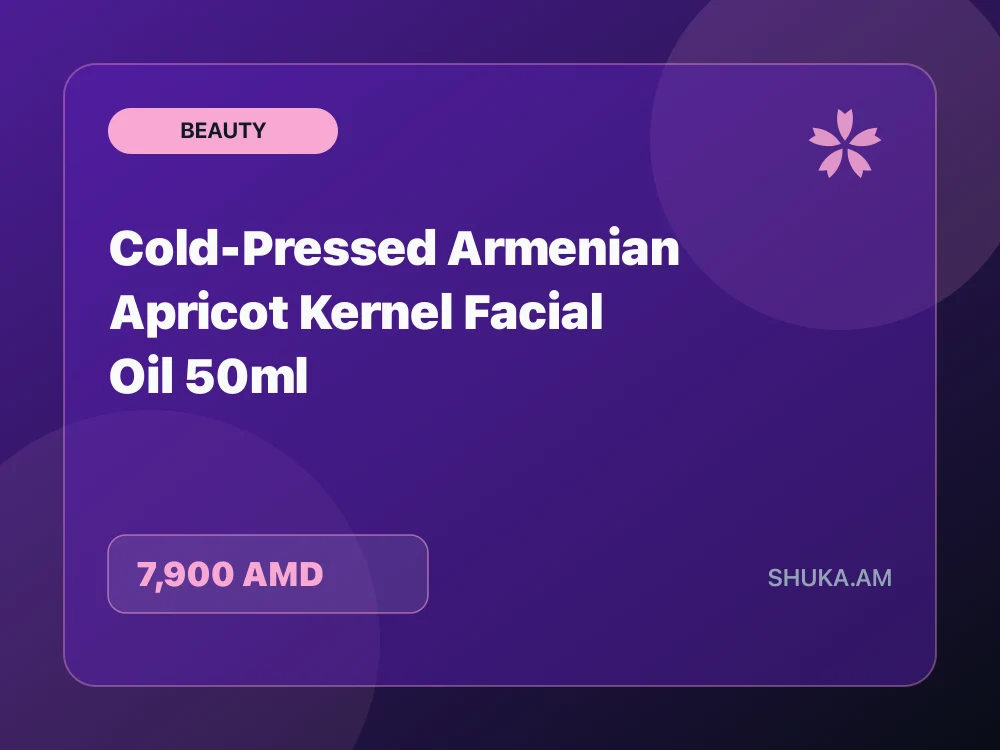 BEAUTY
Cold-Pressed Armenian
Apricot Kernel Facial
Oil 50ml
7,900 AMD
SHUKA.AM